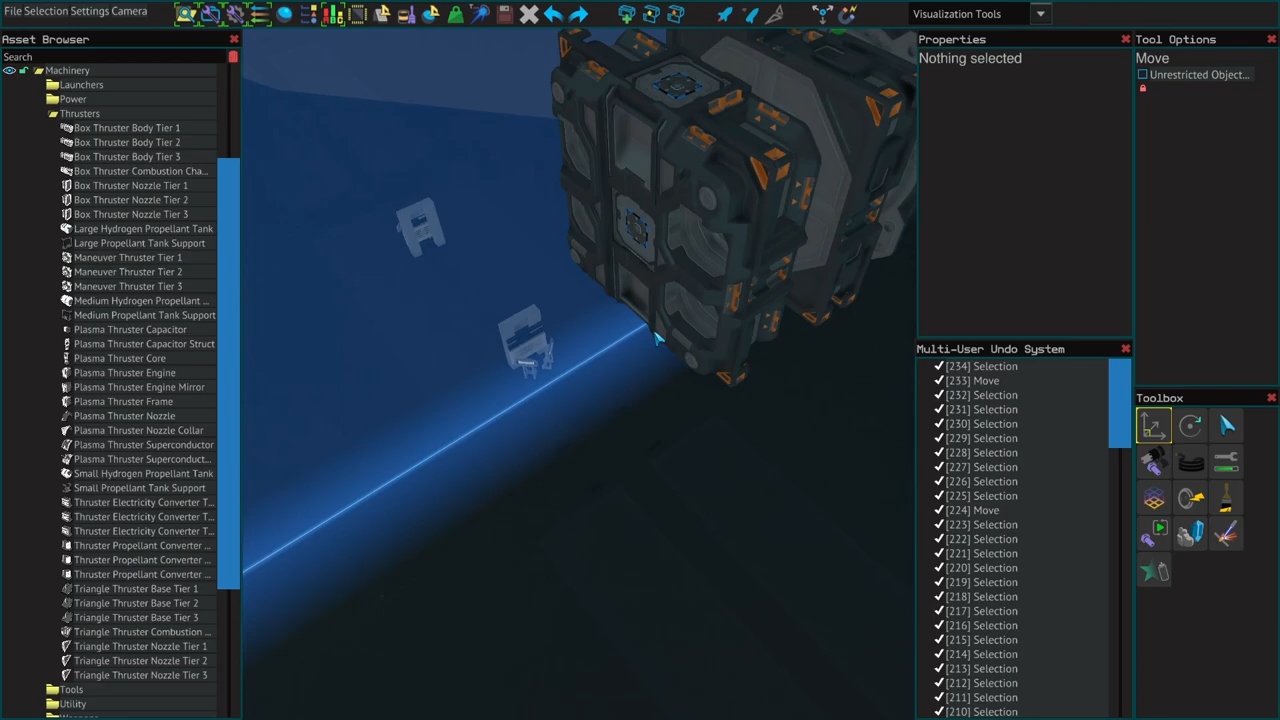 File Selection Settings Camera
Visualization Tools
Asset Browser
Search
Machinery
Launchers
Power
Thrusters
Box Thruster Body Tier 1
Box Thruster Body Tier 2
Box Thruster Body Tier 3
Box Thruster Combustion Cha...
Box Thruster Nozzle Tier 1
Box Thruster Nozzle Tier 2
Box Thruster Nozzle Tier 3
Large Hydrogen Propellant Tank
Large Propellant Tank Support
Maneuver Thruster Tier 1
Maneuver Thruster Tier 2
Maneuver Thruster Tier 3
Medium Hydrogen Propellant ...
Medium Propellant Tank Support
Plasma Thruster Capacitor
Plasma Thruster Capacitor Struct
Plasma Thruster Core
Plasma Thruster Engine
Plasma Thruster Engine Mirror
Plasma Thruster Frame
Plasma Thruster Nozzle
Plasma Thruster Nozzle Collar
Plasma Thruster Superconductor
Plasma Thruster Superconduct...
Small Hydrogen Propellant Tank
Small Propellant Tank Support
Thruster Electricity Converter T...
Thruster Electricity Converter T...
Thruster Electricity Converter T...
Thruster Propellant Converter ...
Thruster Propellant Converter ...
Thruster Propellant Converter ...
Triangle Thruster Base Tier 1
Triangle Thruster Base Tier 2
Triangle Thruster Base Tier 3
Triangle Thruster Combustion ...
Triangle Thruster Nozzle Tier 1
Triangle Thruster Nozzle Tier 2
Triangle Thruster Nozzle Tier 3
Tools
Utility
Properties
Nothing selected
Multi-User Undo System
[234] Selection
[233] Move
[232] Selection
[231] Selection
[230] Selection
[229] Selection
[228] Selection
[227] Selection
[226] Selection
[225] Selection
[224] Move
[223] Selection
[222] Selection
[221] Selection
[220] Selection
[219] Selection
[218] Selection
[217] Selection
[216] Selection
[215] Selection
[214] Selection
[213] Selection
[212] Selection
[211] Selection
[210] Selection
Tool Options
Move
Unrestricted Object...
Toolbox